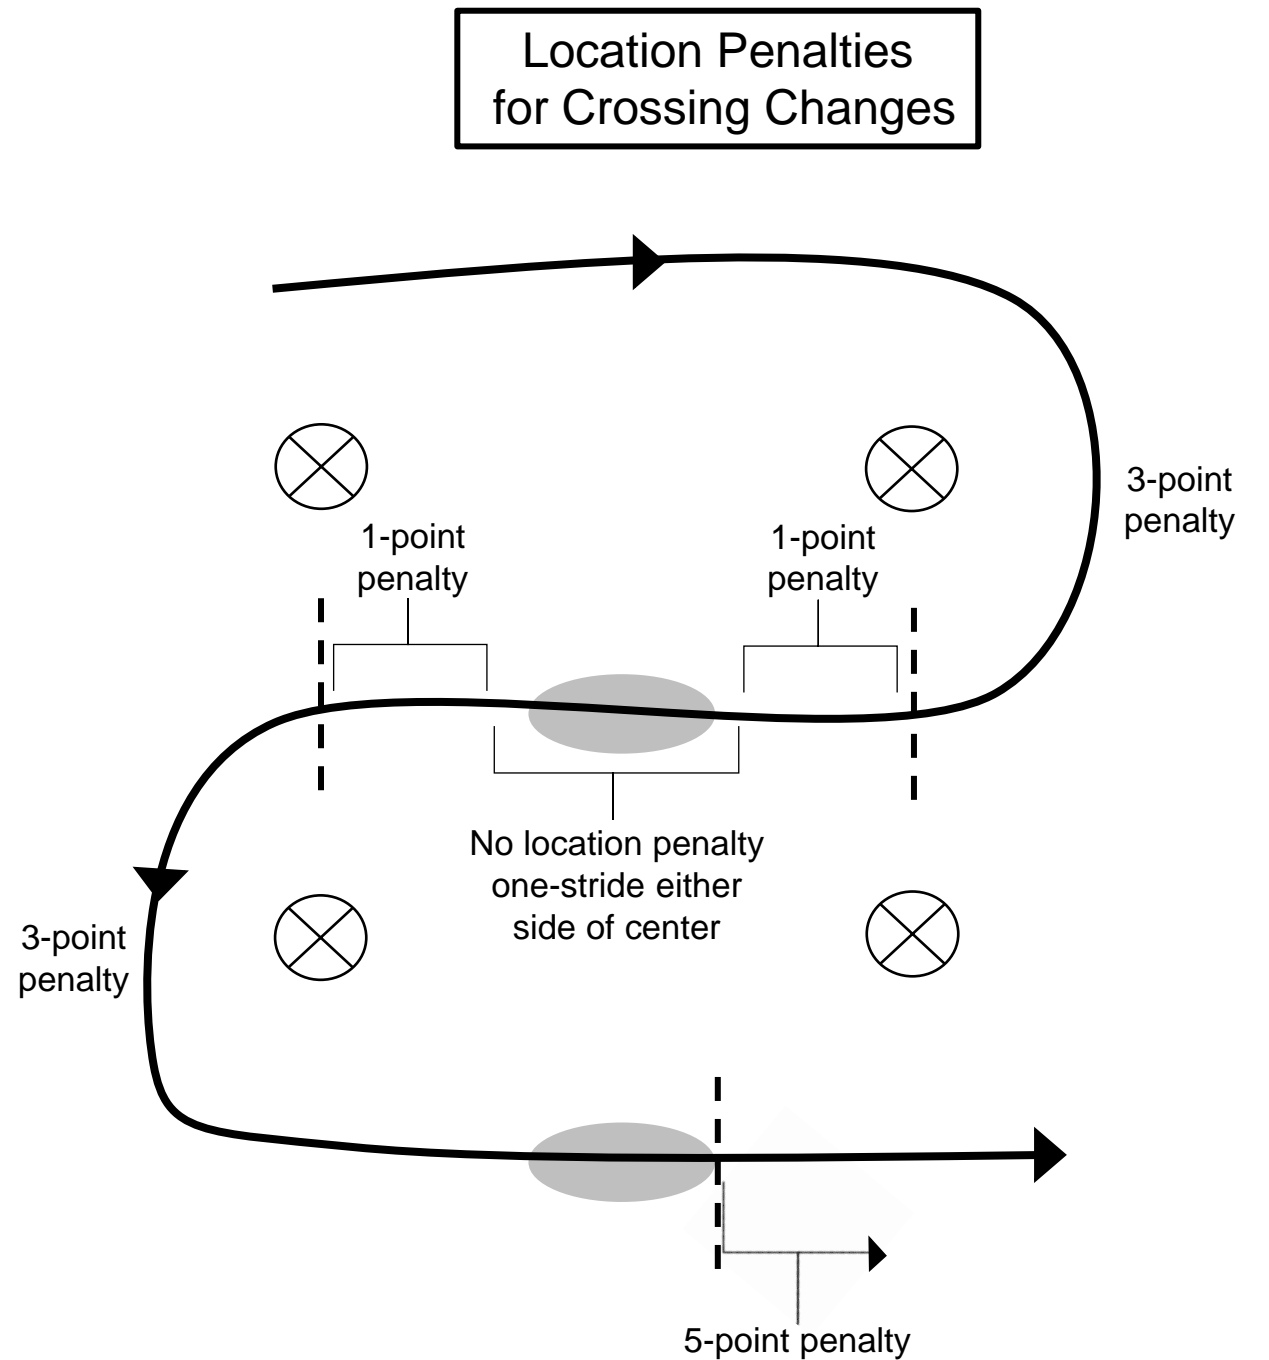 Location Penalties
for Crossing Changes
3-point
penalty
1-point
penalty
1-point
penalty
No location penalty
one-stride either
side of center
3-point
penalty
5-point penalty